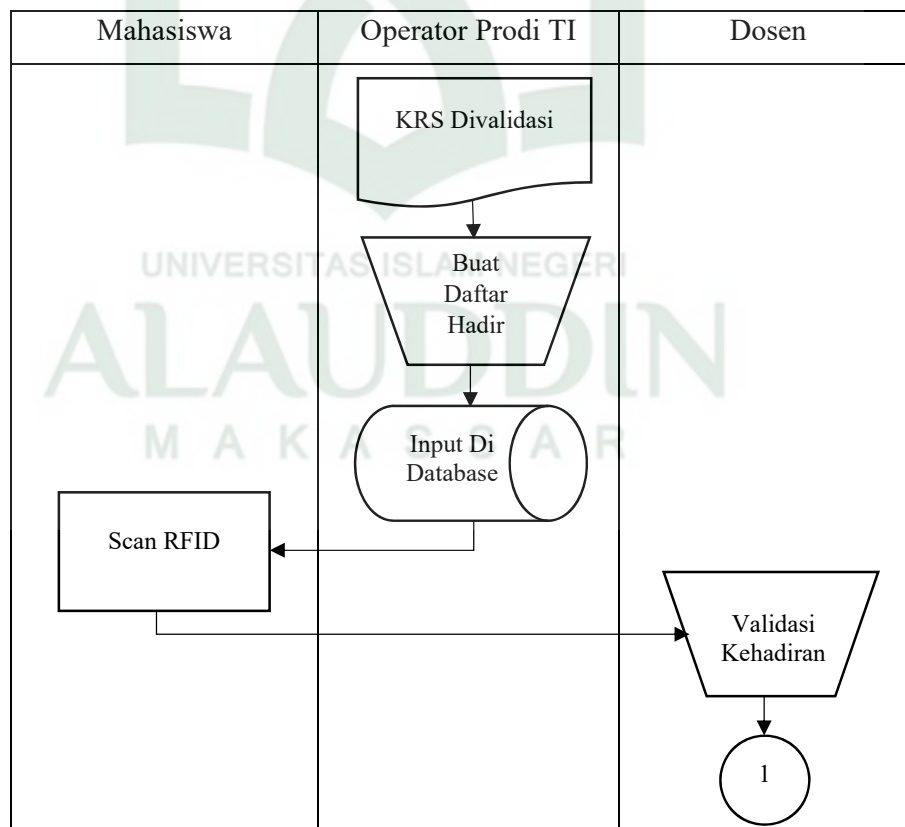 Mahasiswa
Operator Prodi TI
Dosen
KRS Divalidasi
UNIVERSITAS ISLAM NEGERI
Buat
Daftar
Hadir
ALAUDDIN
MAKASSAR
Input Di
Database
Scan RFID
Validasi
Kehadiran
1